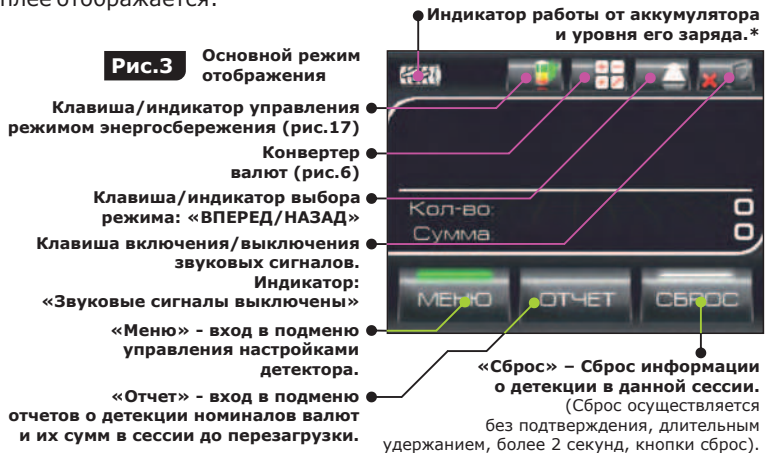 плее отображается:
Индикатор работы от аккумулятора
и уровня его заряда.*
Рис.3
Основной режим
отображения
Клавиша/индикатор управления
режимом энергосбережения (рис.17)
Конвертер
валют (рис.6)
Клавиша/индикатор выбора
режима: «ВПЕРЕД/НАЗАД»
Клавиша включения/выключения
звуковых сигналов.
Индикатор:
«Звуковые сигналы выключены»
«Меню» - вход в подменю
управления настройками
детектора.
«Отчет» - вход в подменю
отчетов о детекции номиналов валют
и их сумм в сессии до перезагрузки.
Кол-во: 0
Сумма: 0
МЕНЮ ОТЧЕТ СБРОС
«Сброс» – Сброс информации
о детекции в данной сессии.
(Сброс осуществляется
без подтверждения, длительным
удержанием, более 2 секунд, кнопки сброс).